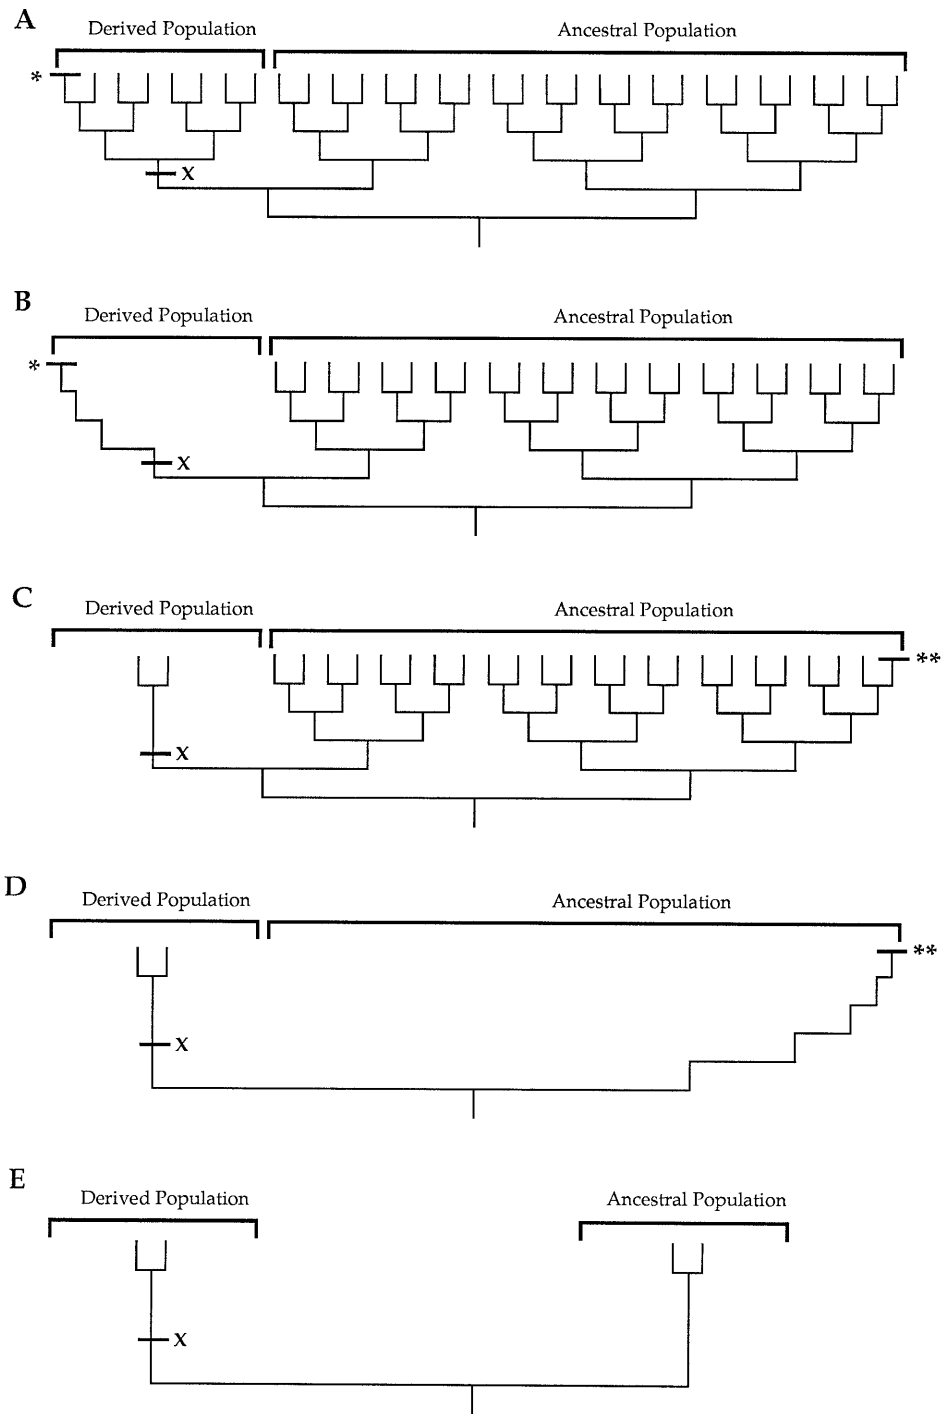 A
Derived Population
Ancestral Population
*
X
B
Derived Population
Ancestral Population
*
X
C
Derived Population
Ancestral Population
**
X
D
Derived Population
Ancestral Population
**
X
E
Derived Population
Ancestral Population
X